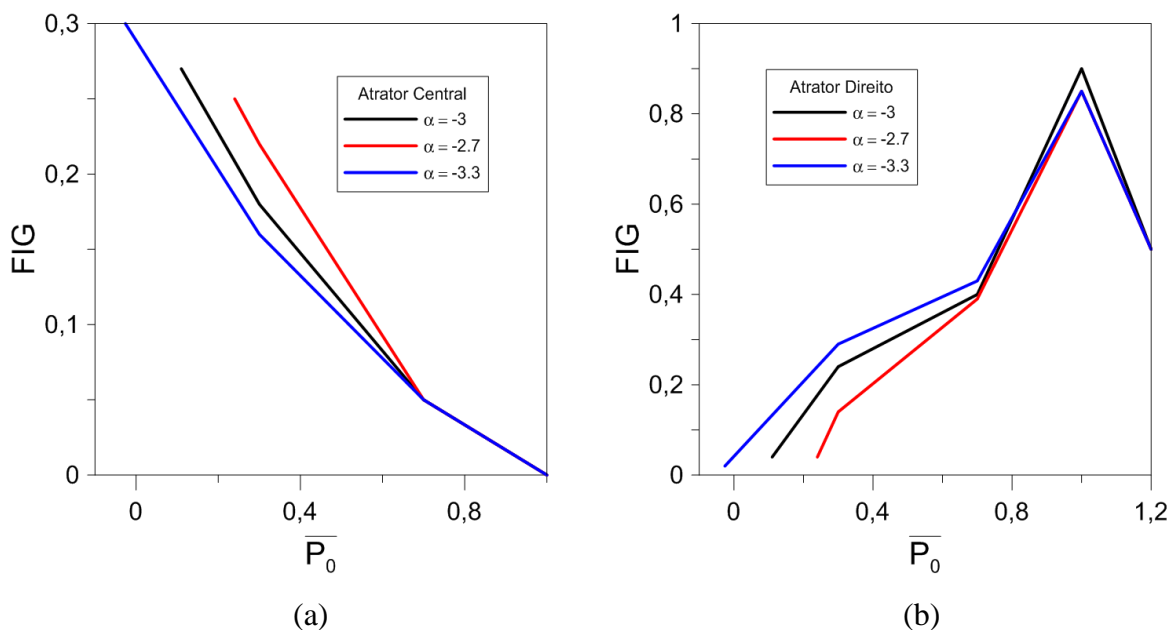 0,3
0,2
0,1
0
FIG
0
0,4
0,8
P0
Atrator Central
α = -3
α = -2.7
α = -3.3
(a)
1
0,8
0,6
0,4
0,2
0
FIG
0
0,4
0,8
1,2
P0
Atrator Direito
α = -3
α = -2.7
α = -3.3
(b)